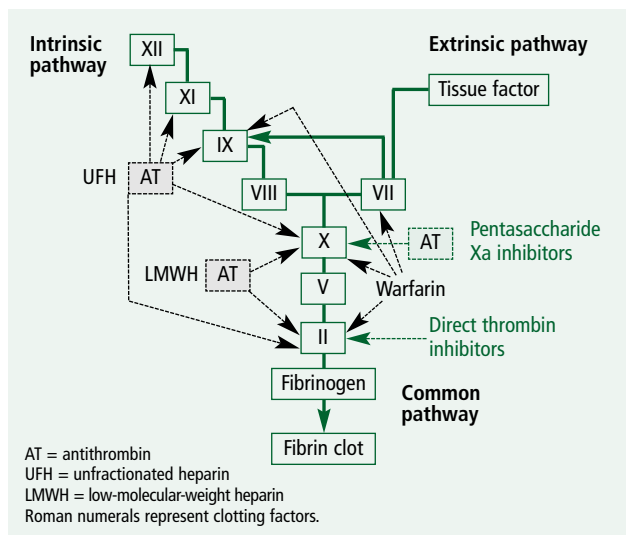 Intrinsic
pathway
XII
Extrinsic pathway
XI
Tissue factor
IX
UFH
AT
VIII
VII
X
AT
Pentasaccharide
Xa inhibitors
LMWH
AT
V
Warfarin
II
Direct thrombin
inhibitors
Fibrinogen
Common
pathway
Fibrin clot
AT = antithrombin
UFH = unfractionated heparin
LMWH = low-molecular-weight heparin
Roman numerals represent clotting factors.